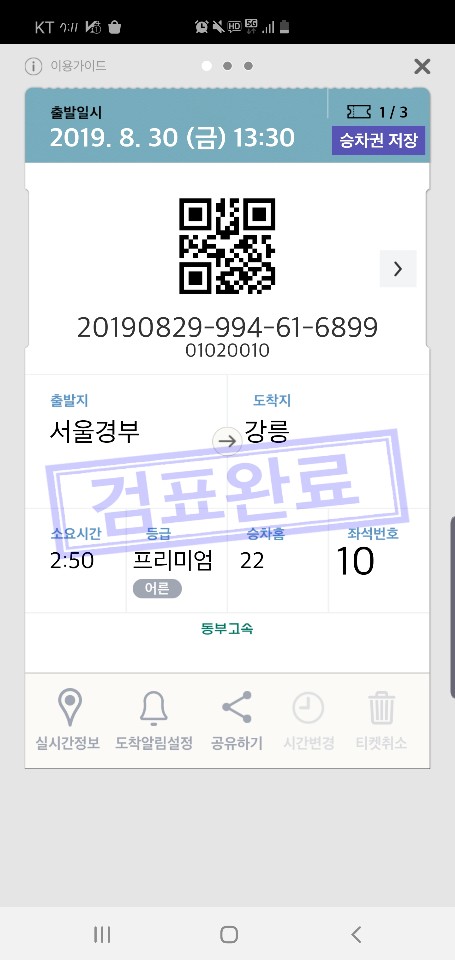 KT 7:11 HD 5G
이용가이드
출발일시
1 / 3
2019. 8. 30 (금) 13:30
승차권 저장
20190829-994-61-6899
01020010
출발지 도착지
서울경부 강릉
검표완료
소요시간 등급 승차홈 좌석번호
2:50 프리미엄 22 10
어른
동부고속
실시간정보 도착알림설정 공유하기 시간변경 티켓취소